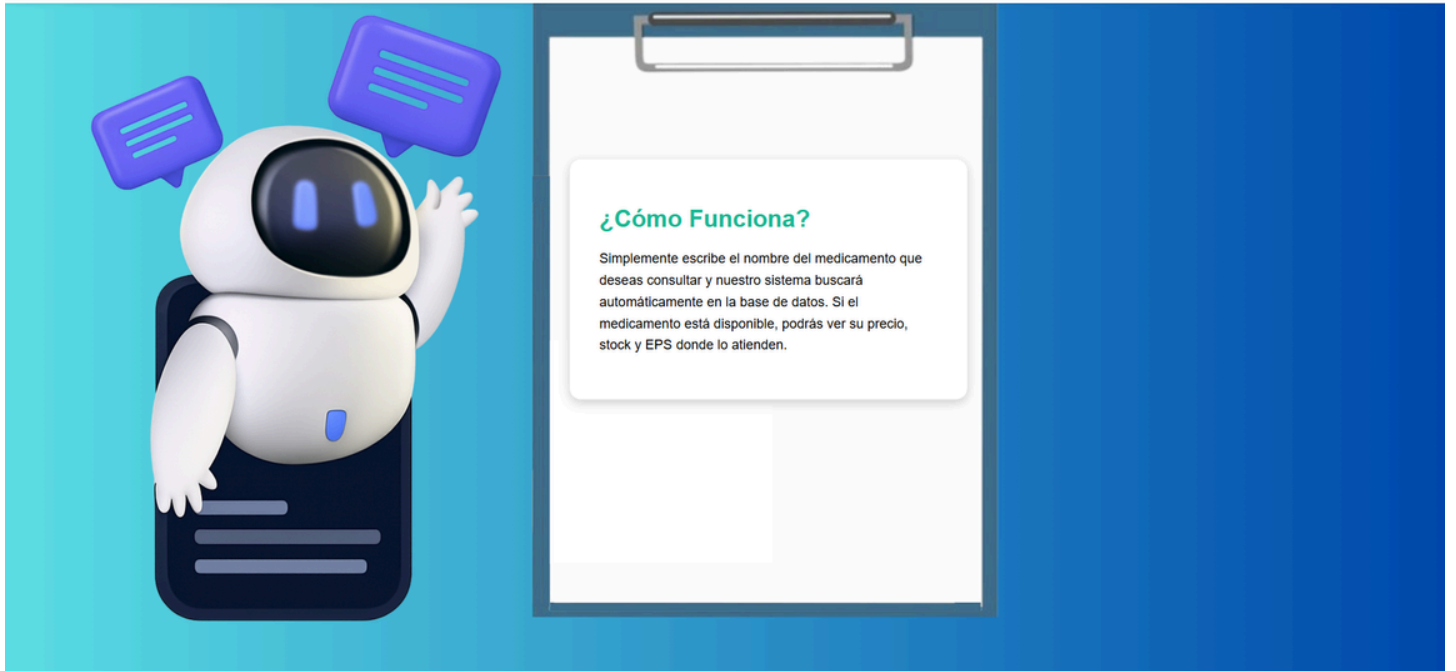 ¿Cómo Funciona?
Simplemente escribe el nombre del medicamento que
deseas consultar y nuestro sistema buscará
automáticamente en la base de datos. Si el
medicamento está disponible, podrás ver su precio,
stock y EPS donde lo atienden.